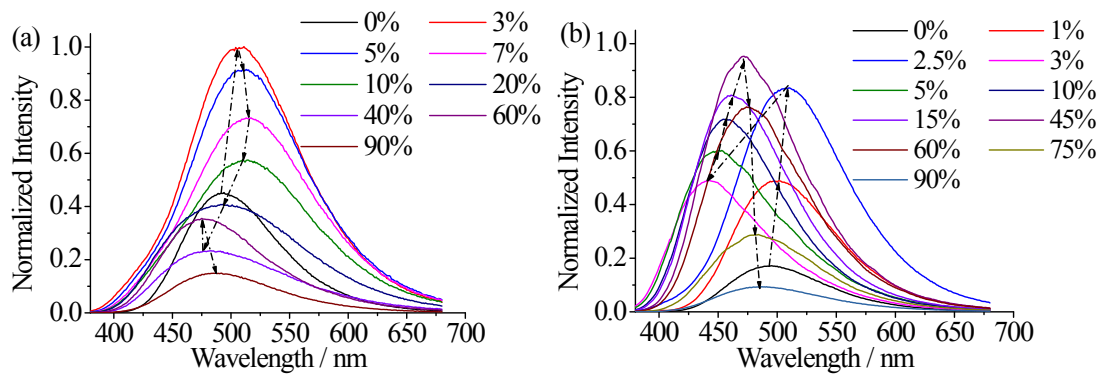 (a)
0% 3%
5% 7%
10% 20%
40% 60%
90%
Normalized Intensity
1.0
0.8
0.6
0.4
0.2
0.0
400 450 500 550 600 650 700
Wavelength / nm
(b)
0% 1%
2.5% 3%
5% 10%
15% 45%
60% 75%
90%
Normalized Intensity
1.0
0.8
0.6
0.4
0.2
0.0
400 450 500 550 600 650 700
Wavelength / nm